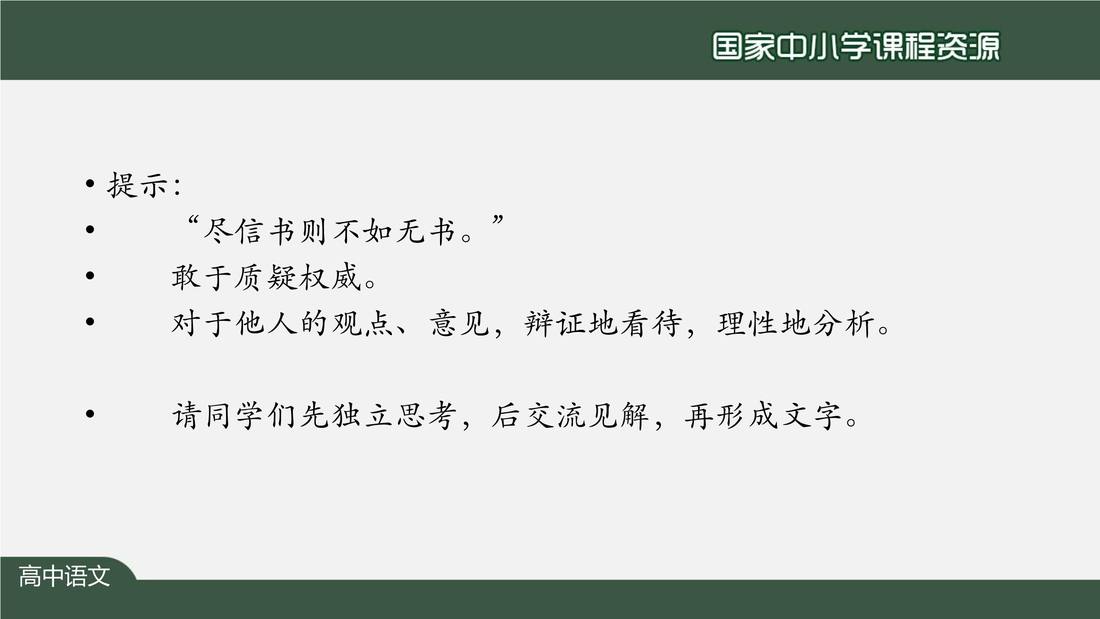 国家中小学课程资源
• 提示：
• “尽信书则不如无书。”
• 敢于质疑权威。
• 对于他人的观点、意见，辩证地看待，理性地分析。
• 请同学们先独立思考，后交流见解，再形成文字。
高中语文